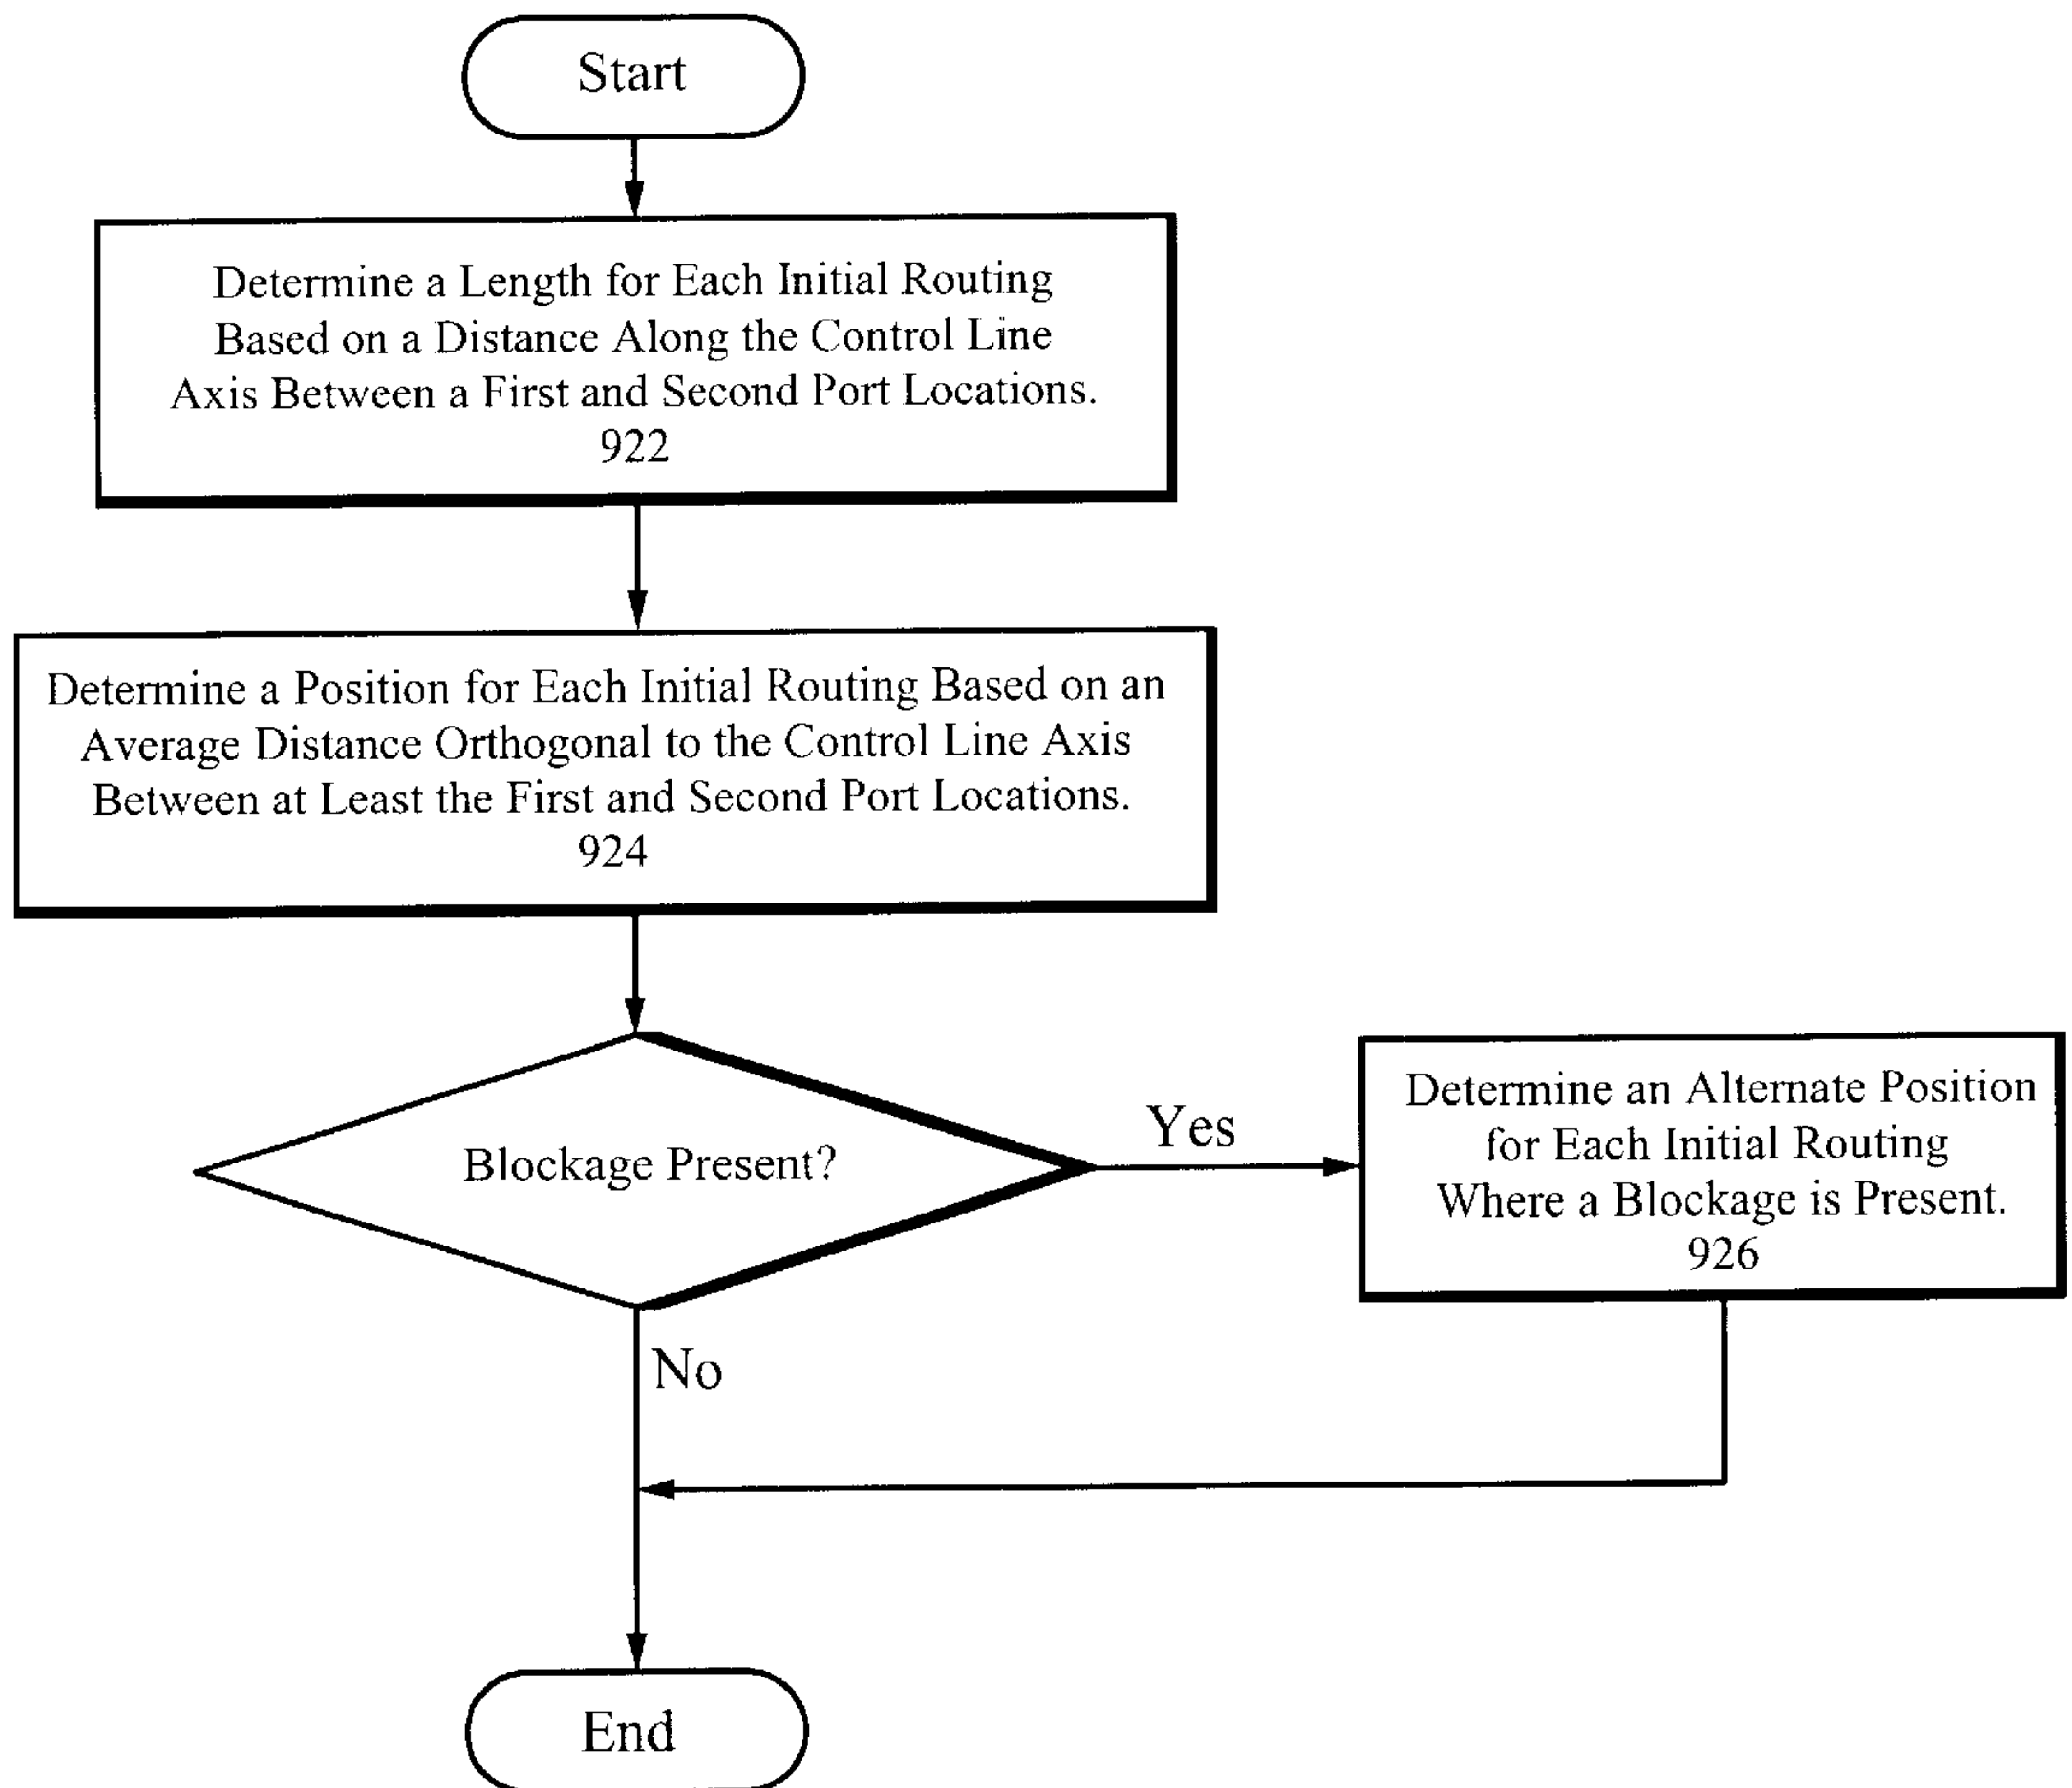 Start
Determine a Length for Each Initial Routing
Based on a Distance Along the Control Line
Axis Between a First and Second Port Locations.
922
Determine a Position for Each Initial Routing Based on an
Average Distance Orthogonal to the Control Line Axis
Between at Least the First and Second Port Locations.
924
Blockage Present?
Yes
Determine an Alternate Position
for Each Initial Routing
Where a Blockage is Present.
926
No
End